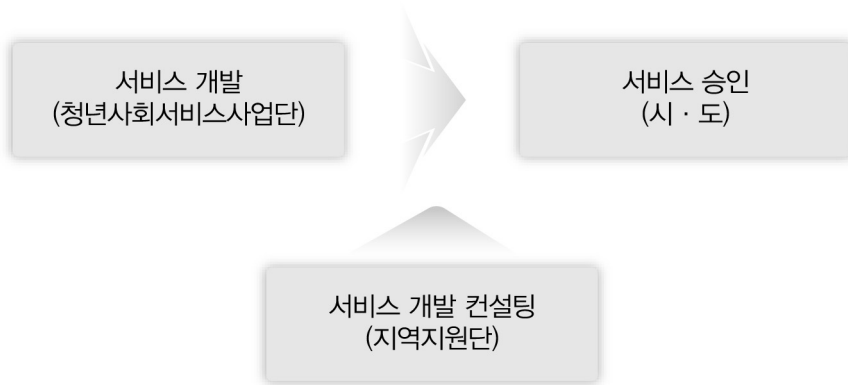 서비스 개발
(청년사회서비스사업단)
서비스 승인
(시 · 도)
서비스 개발 컨설팅
(지역지원단)